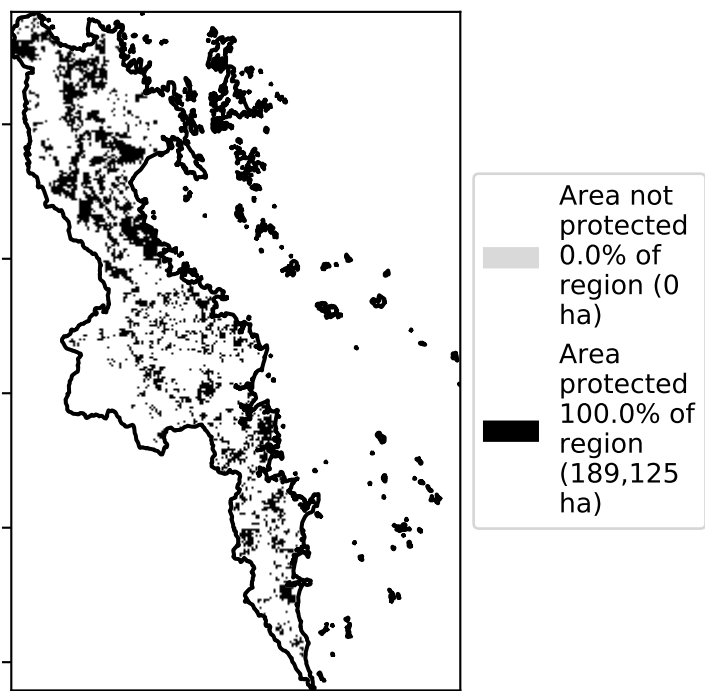 Area not
protected
0.0% of
region (0
ha)
Area
protected
100.0% of
region
(189,125
ha)